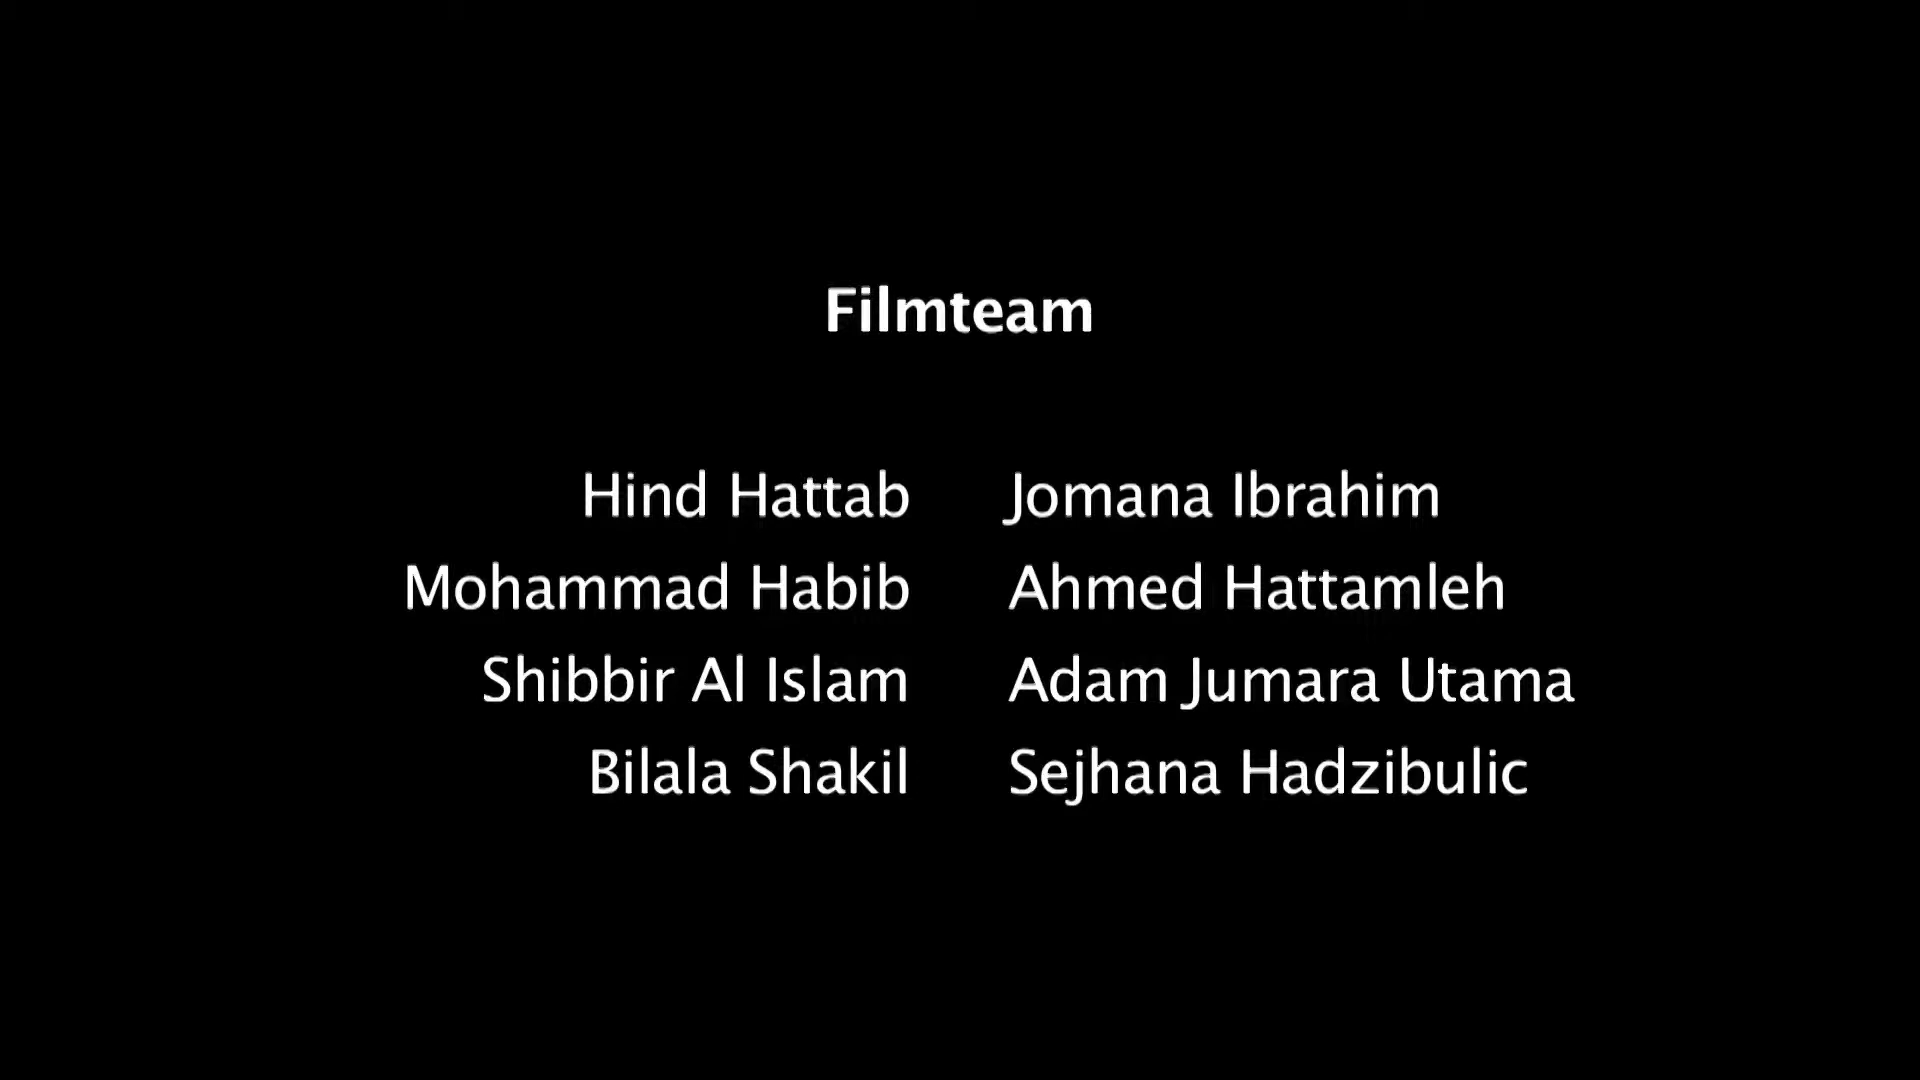 Filmteam
Hind Hattab Jomana Ibrahim
Mohammad Habib Ahmed Hattamleh
Shibbir Al Islam Adam Jumara Utama
Bilala Shakil Sejhana Hadzibulic